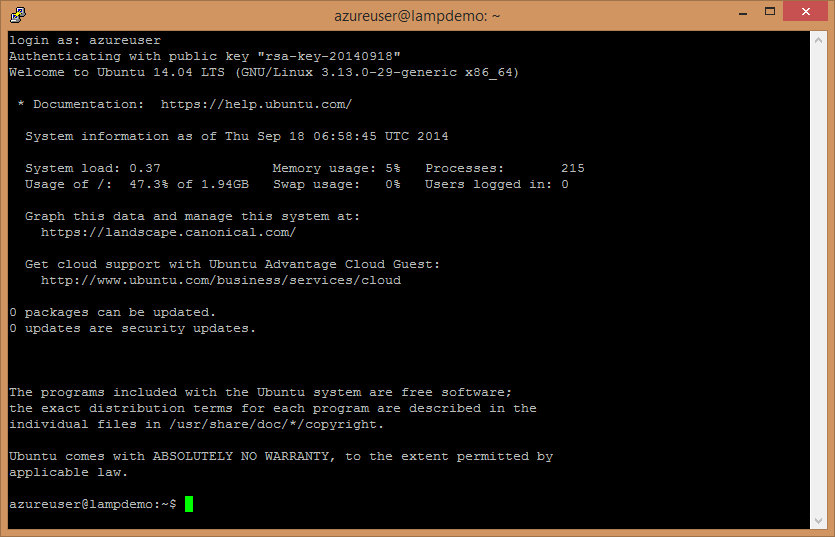 azureuser@lampdemo: ~
login as: azureuser
Authenticating with public key "rsa-key-20140918"
Welcome to Ubuntu 14.04 LTS (GNU/Linux 3.13.0-29-generic x86_64)
* Documentation:  https://help.ubuntu.com/
System information as of Thu Sep 18 06:58:45 UTC 2014
System load: 0.37              Memory usage: 5%   Processes:       215
Usage of /:  47.3% of 1.94GB   Swap usage:   0%   Users logged in: 0
Graph this data and manage this system at:
https://landscape.canonical.com/
Get cloud support with Ubuntu Advantage Cloud Guest:
http://www.ubuntu.com/business/services/cloud
0 packages can be updated.
0 updates are security updates.
The programs included with the Ubuntu system are free software;
the exact distribution terms for each program are described in the
individual files in /usr/share/doc/*/copyright.
Ubuntu comes with ABSOLUTELY NO WARRANTY, to the extent permitted by
applicable law.
azureuser@lampdemo:~$